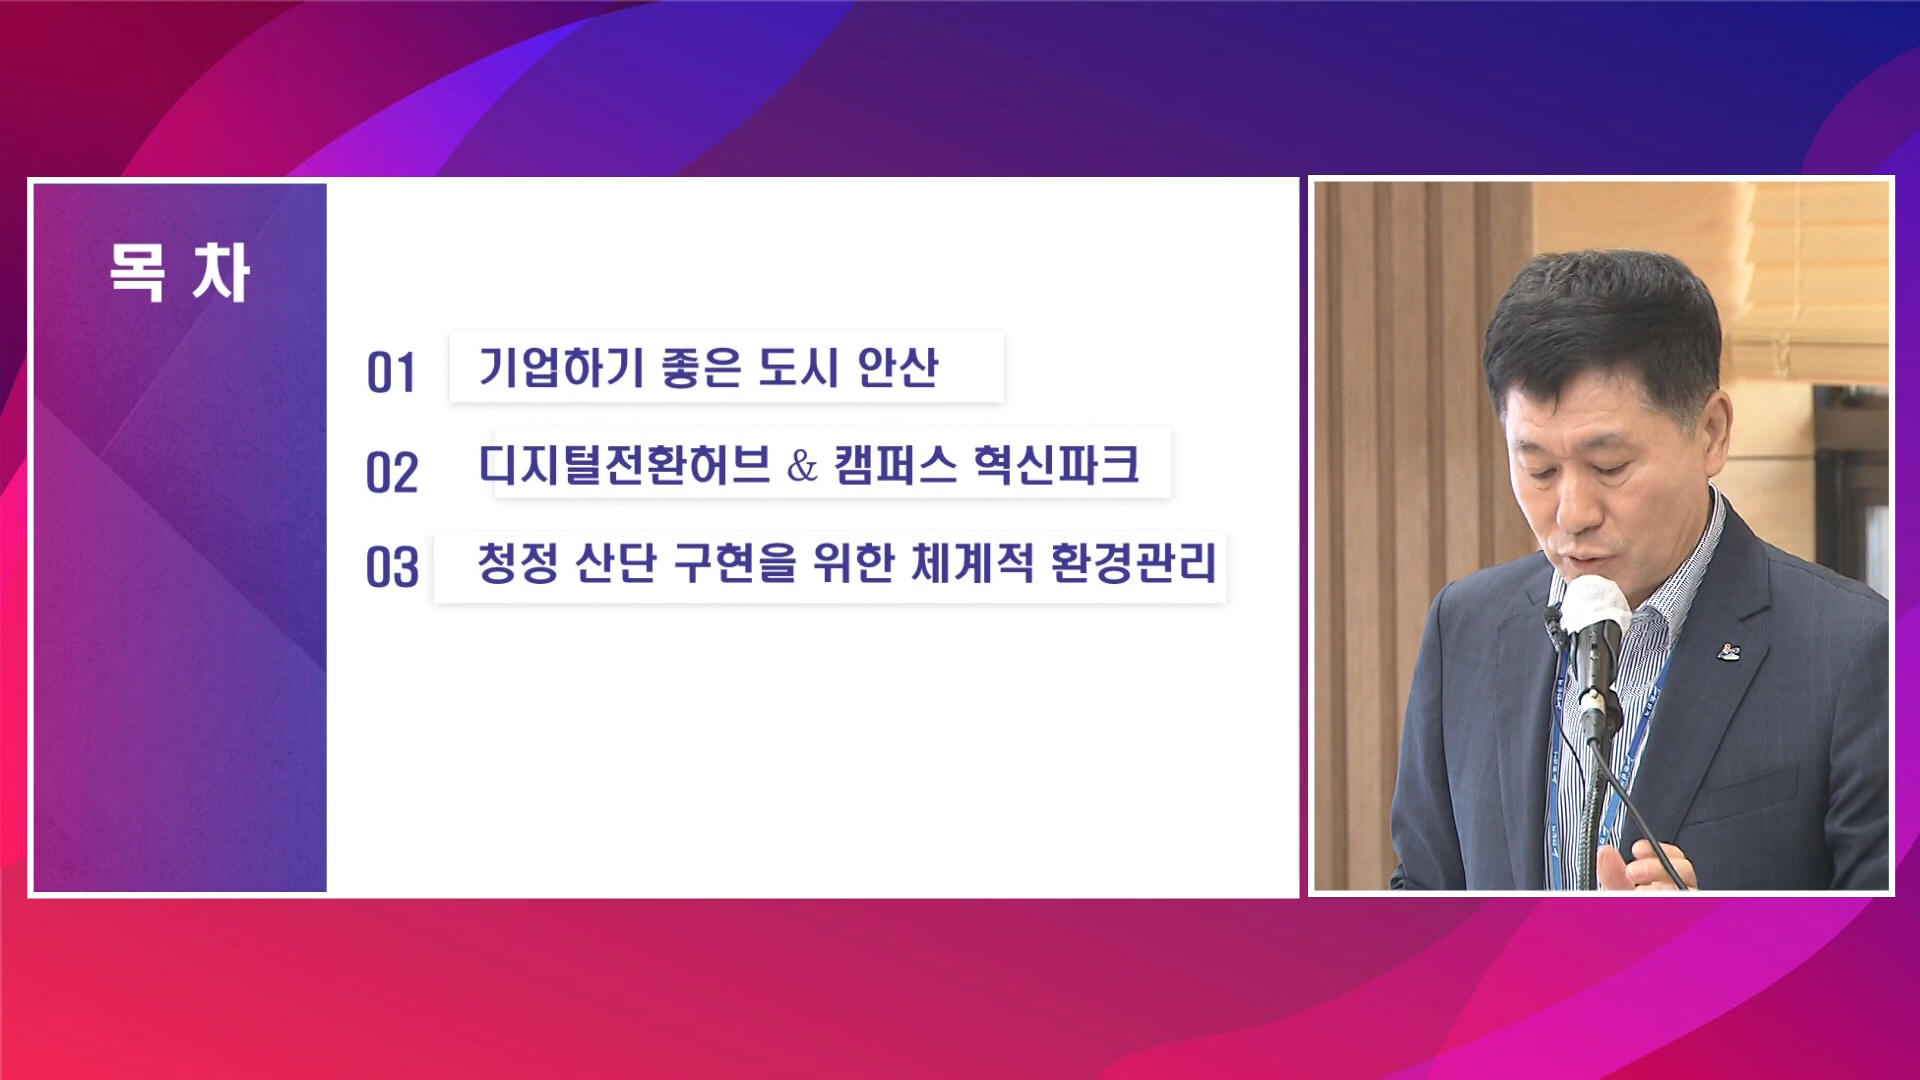 목 차
01 기업하기 좋은 도시 안산
02 디지털전환허브 & 캠퍼스 혁신파크
03 청정 산단 구현을 위한 체계적 환경관리